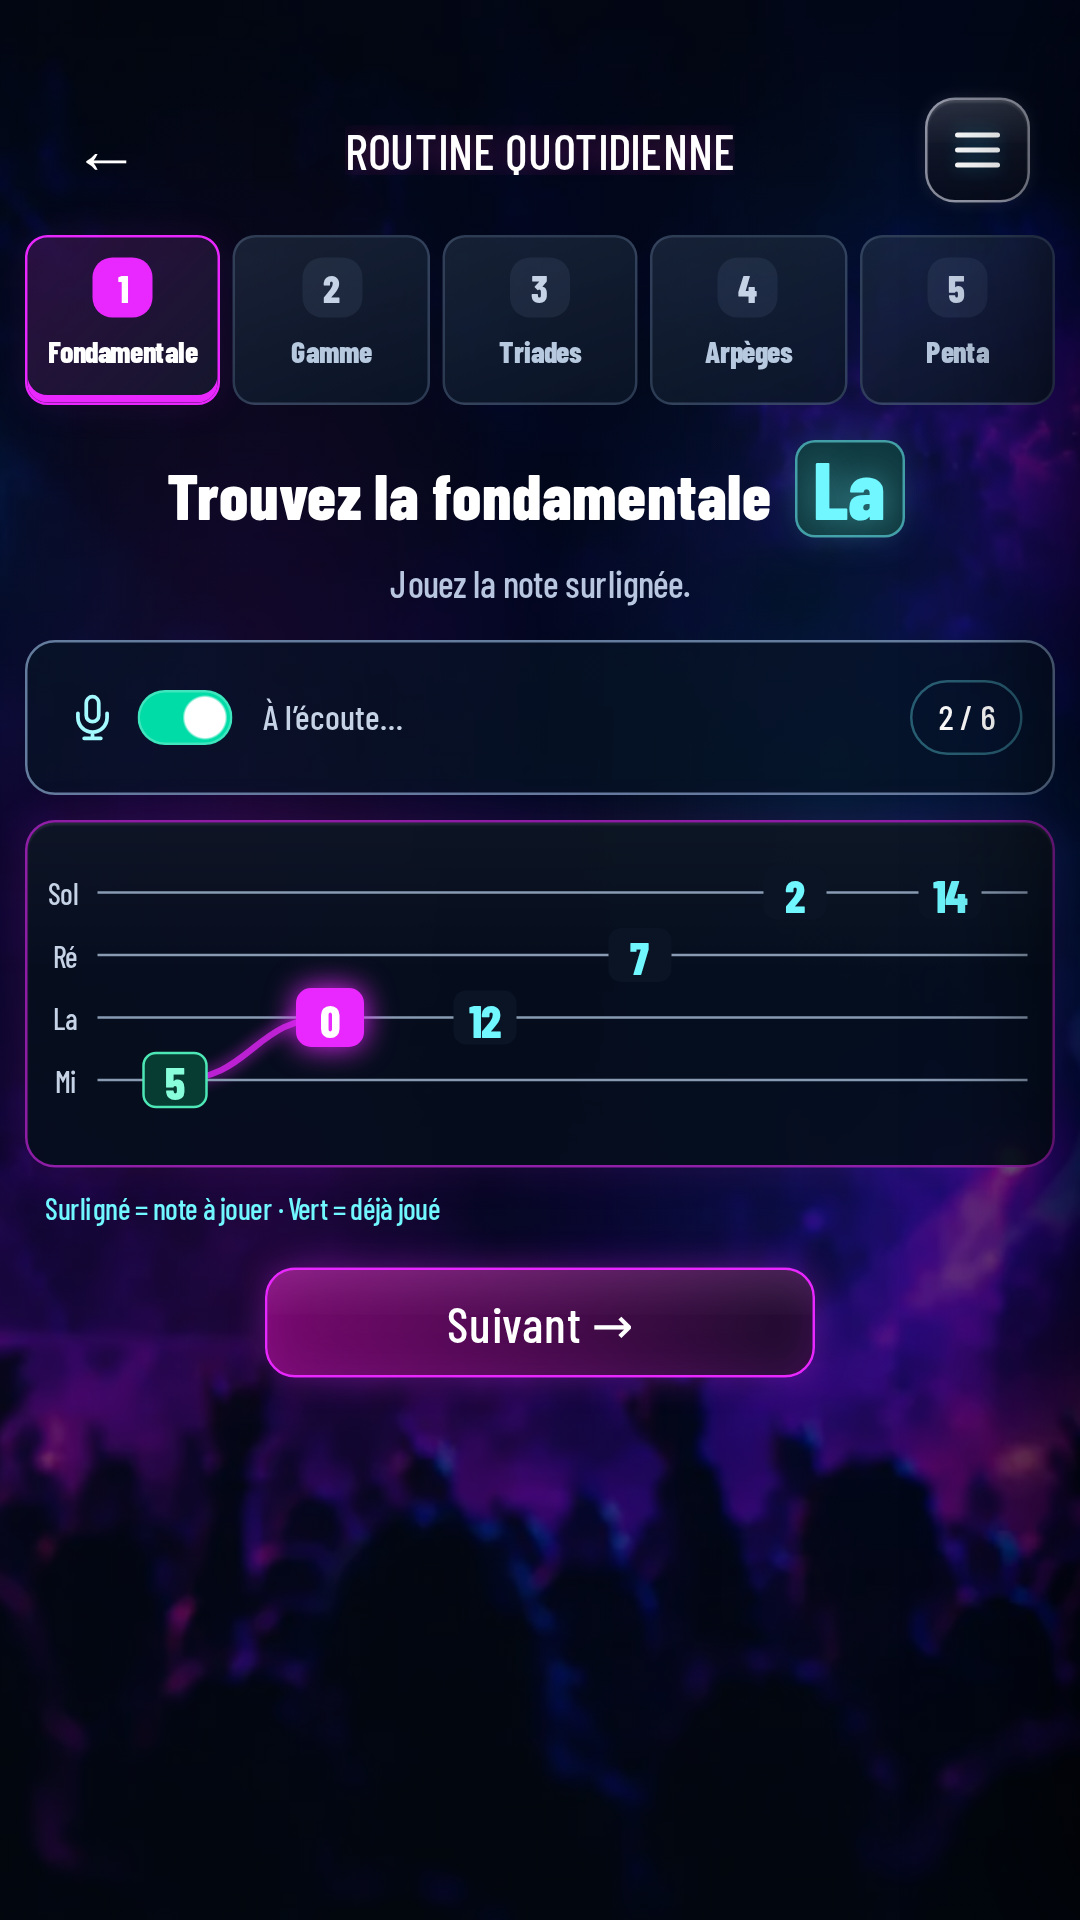 ← ROUTINE QUOTIDIENNE
1 2 3 4 5
Fondamentale Gamme Triades Arpèges Penta
Trouvez la fondamentale La
Jouez la note surlignée.
À l’écoute... 2 / 6
Sol 2 14
Ré 7
La 0 12
Mi 5
Surligné = note à jouer · Vert = déjà joué
Suivant →